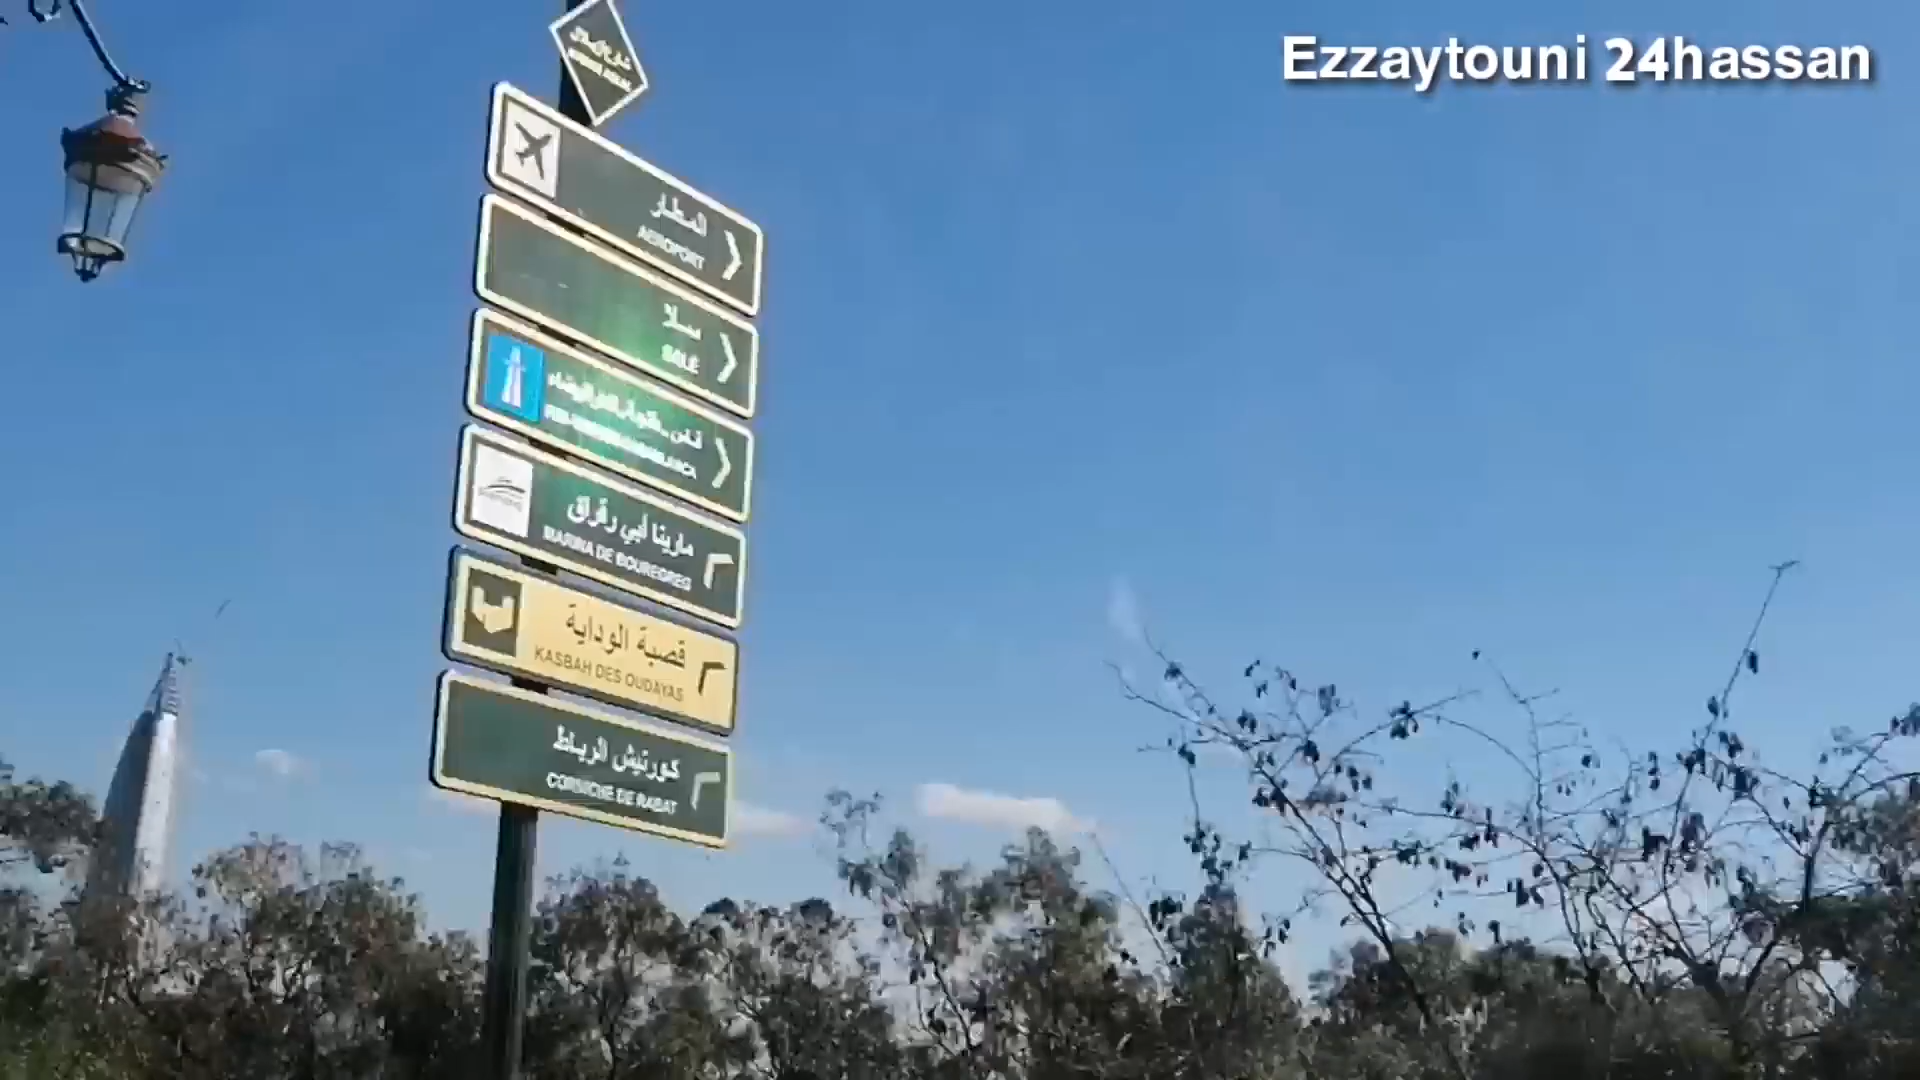 Ezzaytouni 24hassan
المطار
AEROPORT
سلا
SALÉ
مارينا أبي رقراق
MARINA DE BOUREGREG
قصبة الوداية
KASBAH DES OUDAYAS
كورنيش الرباط
CORNICHE DE RABAT